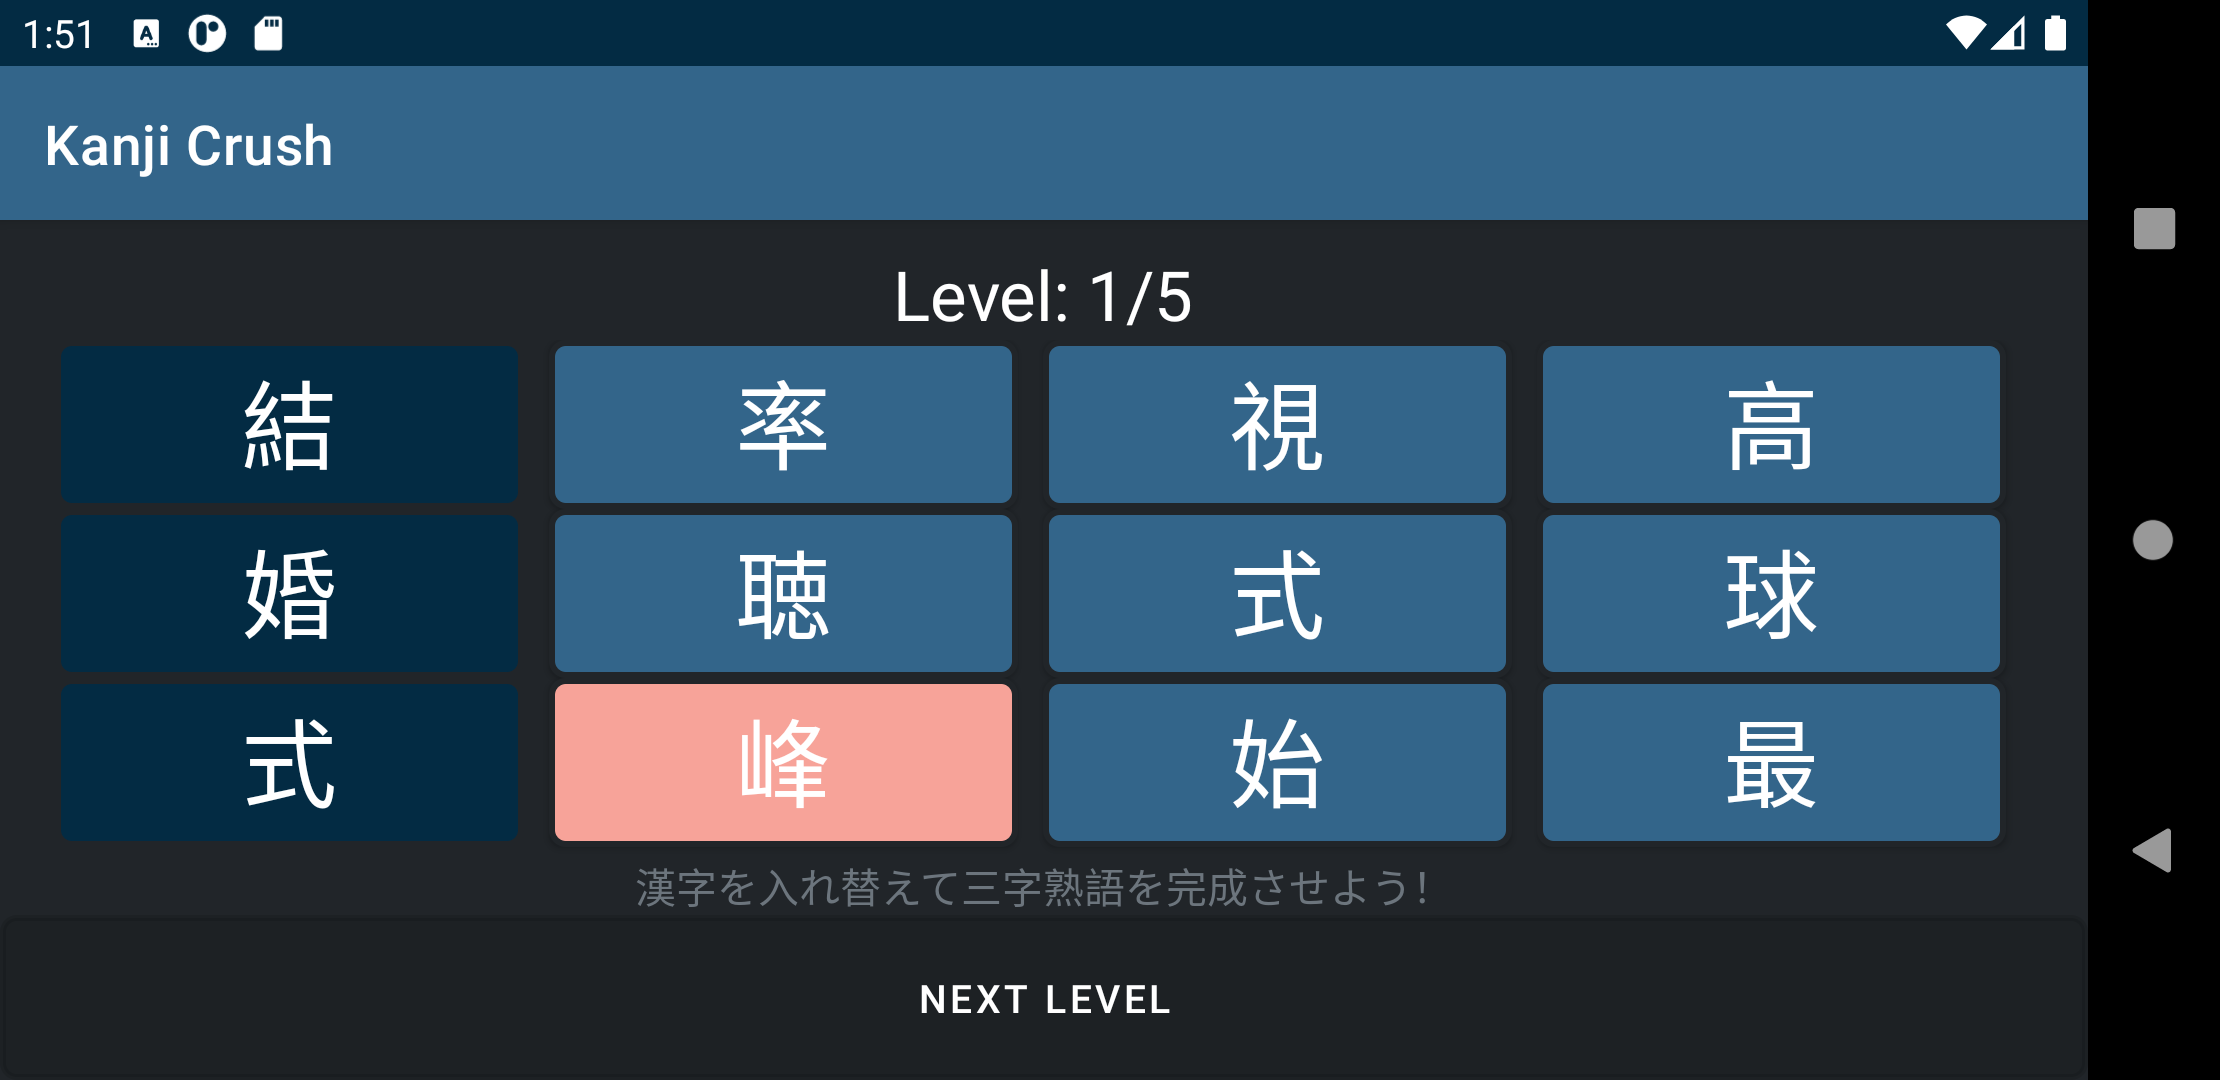 1:51
Kanji Crush
Level: 1/5
結 率 視 高
婚 聴 式 球
式 峰 始 最
漢字を入れ替えて三字熟語を完成させよう！
NEXT LEVEL